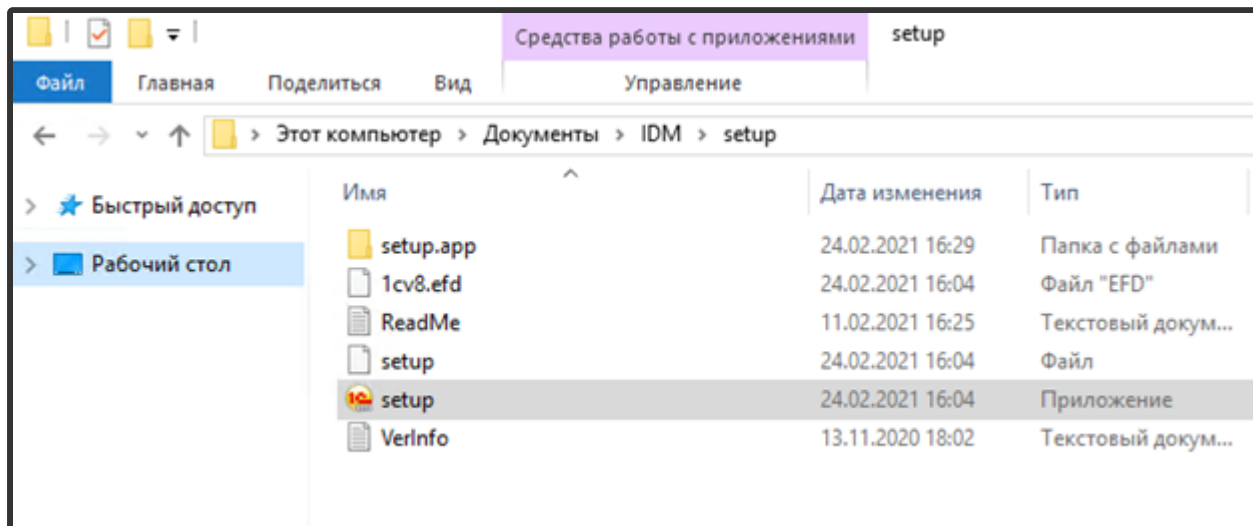 Средства работы с приложениями setup
Файл Главная Поделиться Вид Управление
Этот компьютер > Документы > IDM > setup
Быстрый доступ
Рабочий стол
Имя Дата изменения Тип
setup.app 24.02.2021 16:29 Папка с файлами
1cv8.efd 24.02.2021 16:04 Файл "EFD"
ReadMe 11.02.2021 16:25 Текстовый докум...
setup 24.02.2021 16:04 Файл
setup 24.02.2021 16:04 Приложение
VerInfo 13.11.2020 18:02 Текстовый докум...